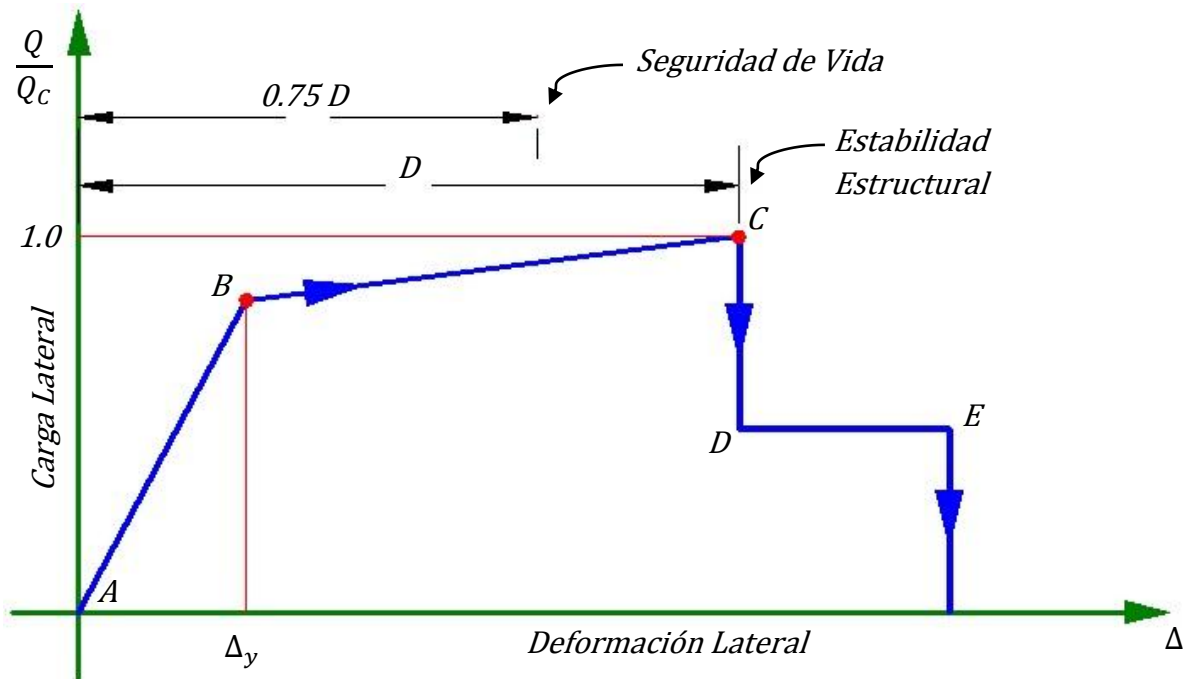 Q
Q_C
0.75 D
Seguridad de Vida
D
Estabilidad
Estructural
C
1.0
B
Carga Lateral
E
D
A
Δ_y
Deformación Lateral
Δ